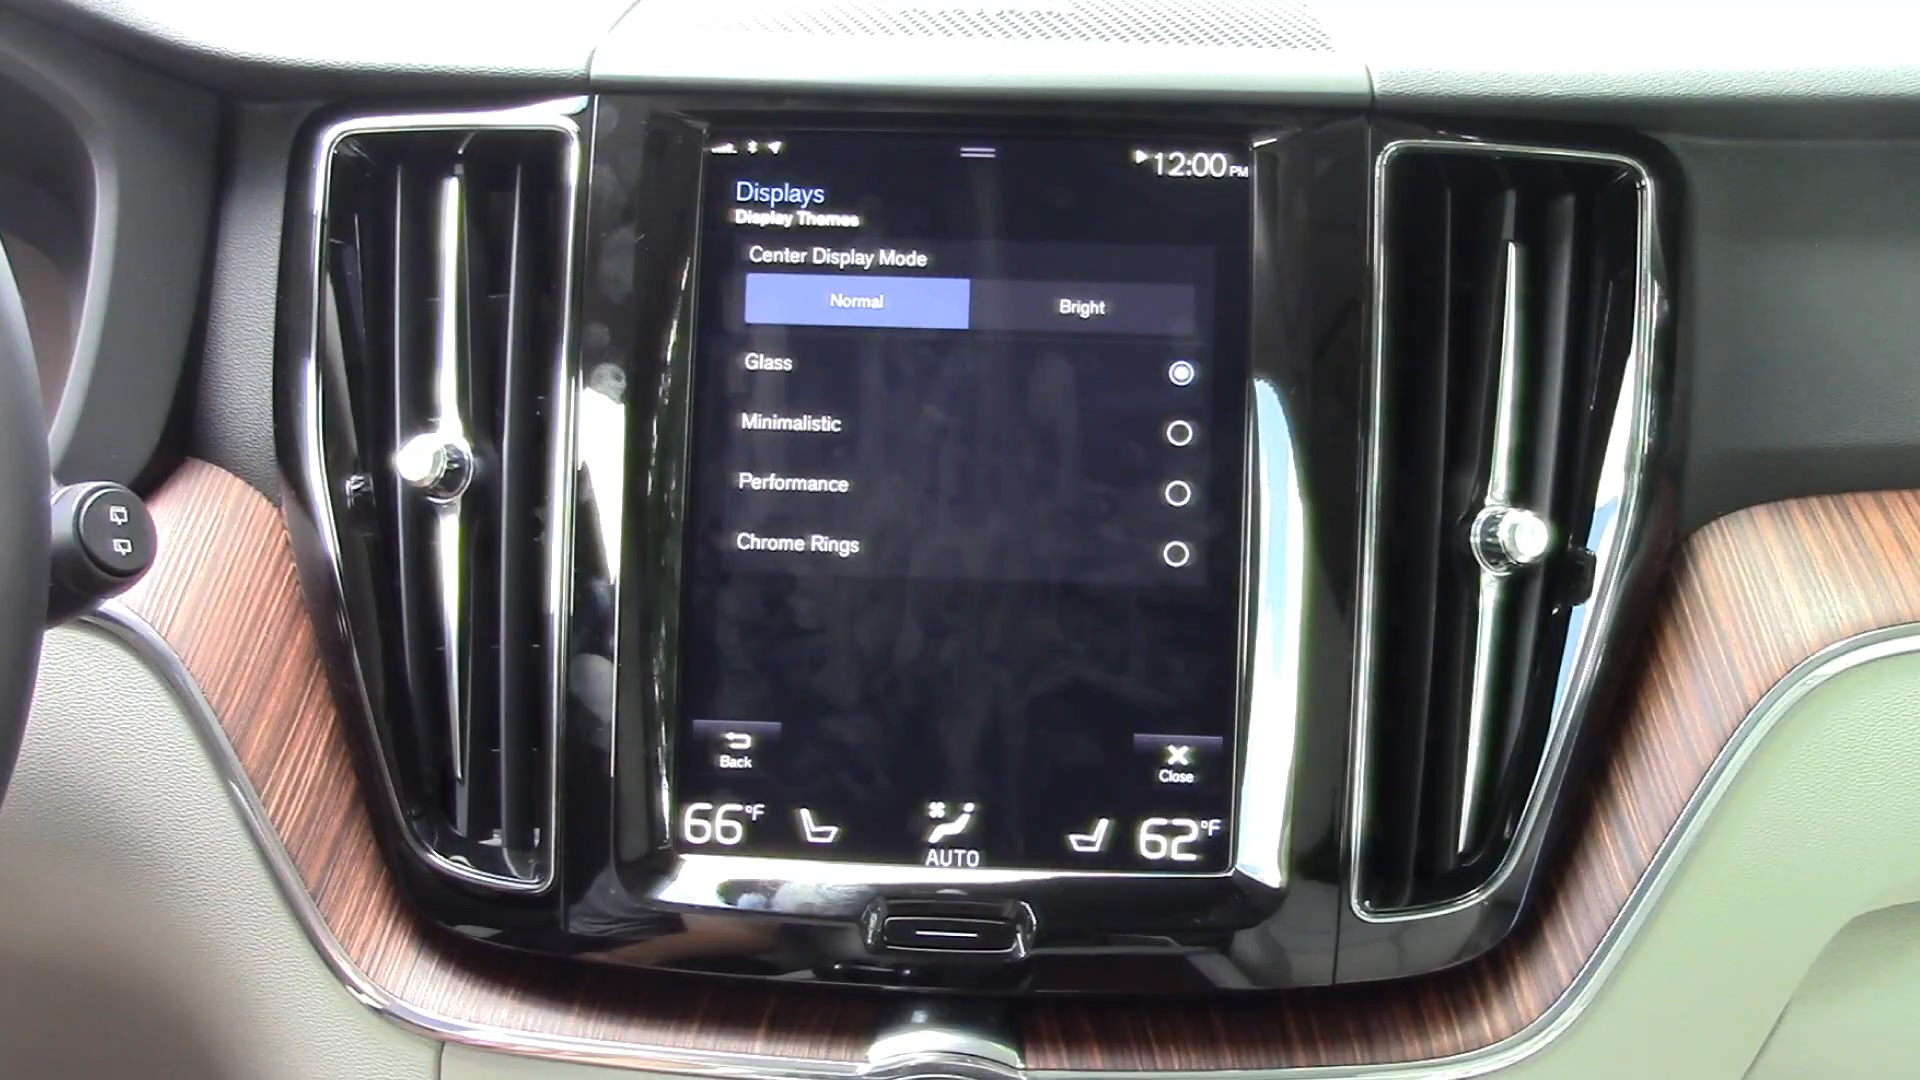 12:00 PM
Displays
Display Themes
Center Display Mode
Normal Bright
Glass
Minimalistic
Performance
Chrome Rings
Back Close
66°F 62°F
AUTO